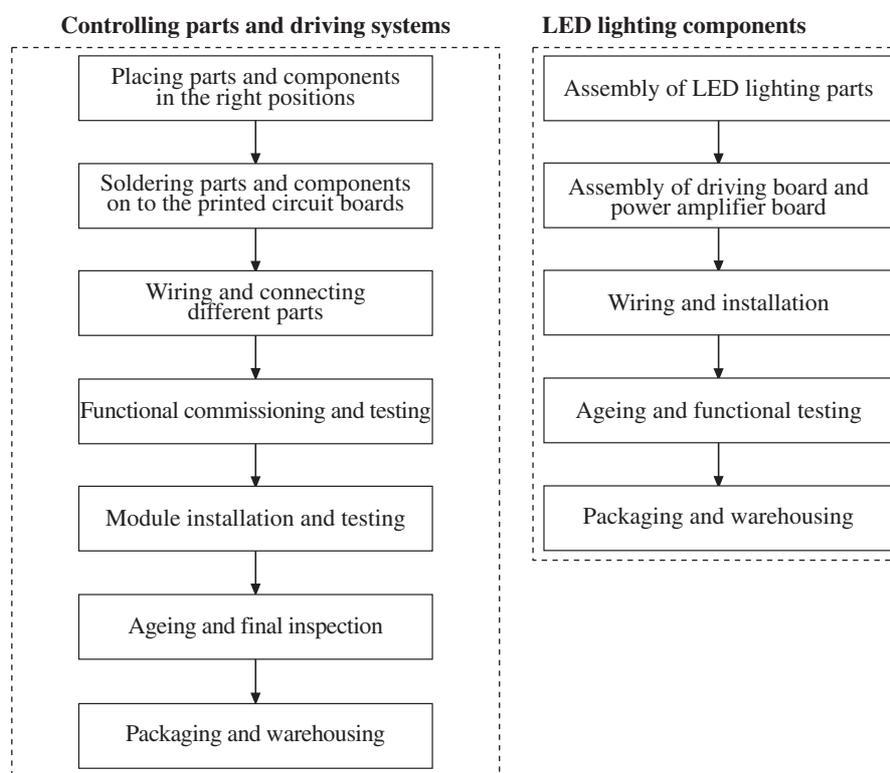 Controlling parts and driving systems
Placing parts and components
in the right positions
Soldering parts and components
on to the printed circuit boards
Wiring and connecting
different parts
Functional commissioning and testing
Module installation and testing
Ageing and final inspection
Packaging and warehousing
LED lighting components
Assembly of LED lighting parts
Assembly of driving board and
power amplifier board
Wiring and installation
Ageing and functional testing
Packaging and warehousing